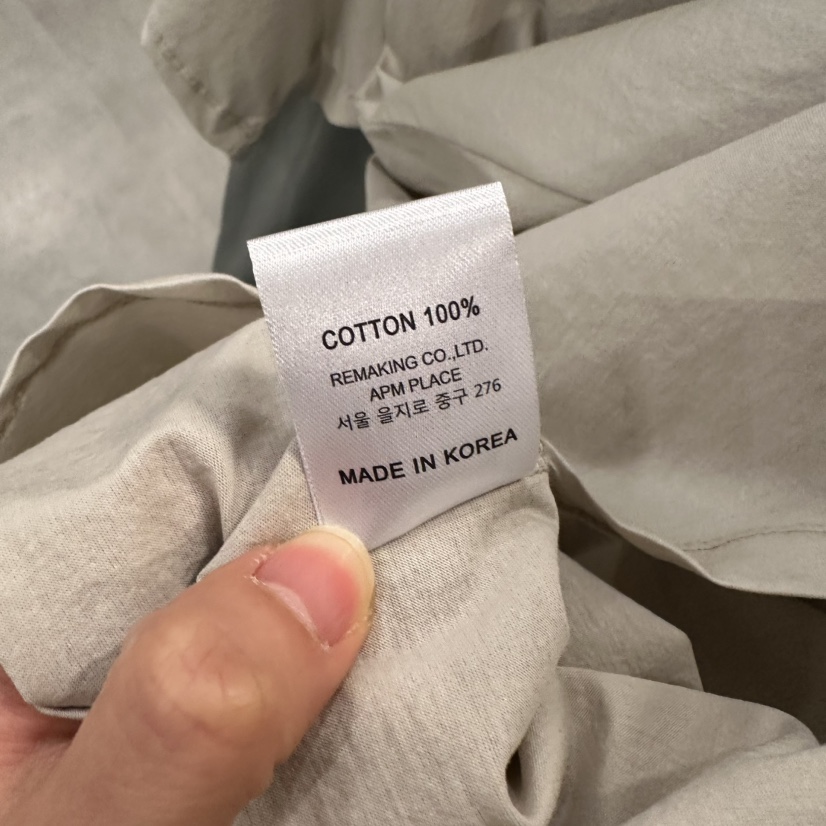 COTTON 100%
REMAKING CO.,LTD.
APM PLACE
서울 을지로 중구 276
MADE IN KOREA